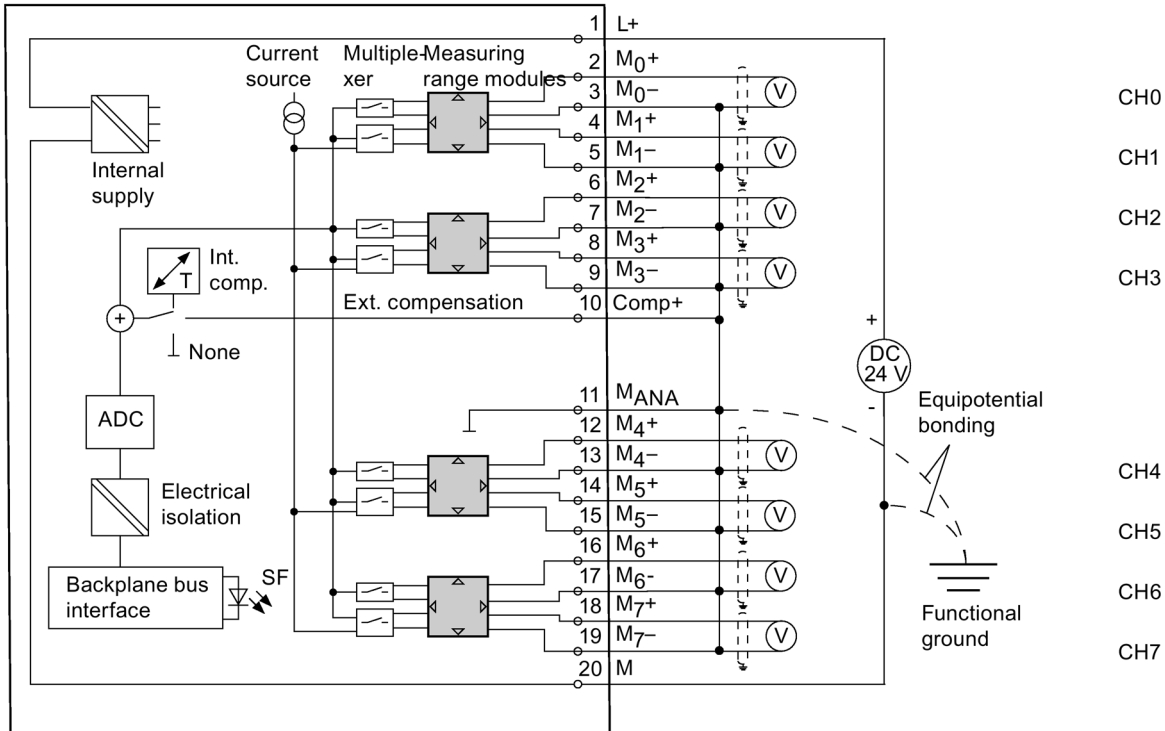 1 L+
Current source
Multiple-xer
Measuring range modules
2 M0+
3 M0–
CH0
4 M1+
5 M1–
CH1
6 M2+
7 M2–
CH2
8 M3+
9 M3–
CH3
10 Comp+
V
V
V
V
Internal supply
Int. comp.
T
Ext. compensation
+
None
ADC
Electrical isolation
Backplane bus interface
SF
+
DC 24 V
-
Equipotential bonding
11 MANA
12 M4+
13 M4–
CH4
14 M5+
15 M5–
CH5
16 M6+
17 M6-
CH6
18 M7+
19 M7–
CH7
20 M
V
V
V
V
Functional ground